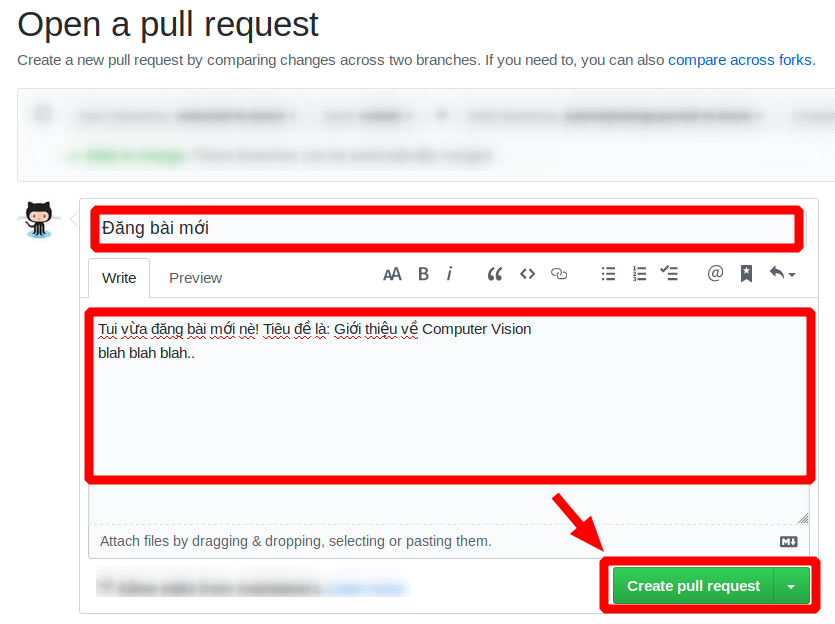 Open a pull request
Create a new pull request by comparing changes across two branches. If you need to, you can also compare across forks.
Đăng bài mới
Write Preview AA B i
Tui vừa đăng bài mới nè! Tiêu đề là: Giới thiệu về Computer Vision
blah blah blah..
Attach files by dragging & dropping, selecting or pasting them.
Create pull request